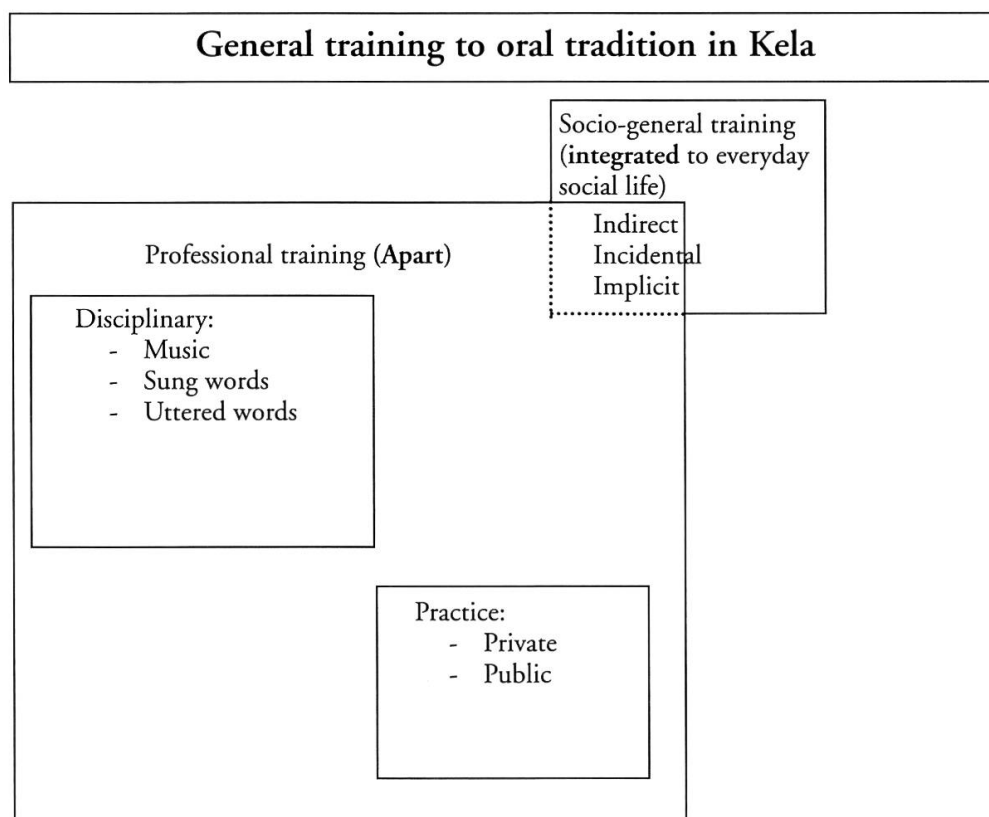 General training to oral tradition in Kela
Socio-general training
(integrated to everyday
social life)
Indirect
Incidental
Implicit
Professional training (Apart)
Disciplinary:
- Music
- Sung words
- Uttered words
Practice:
- Private
- Public